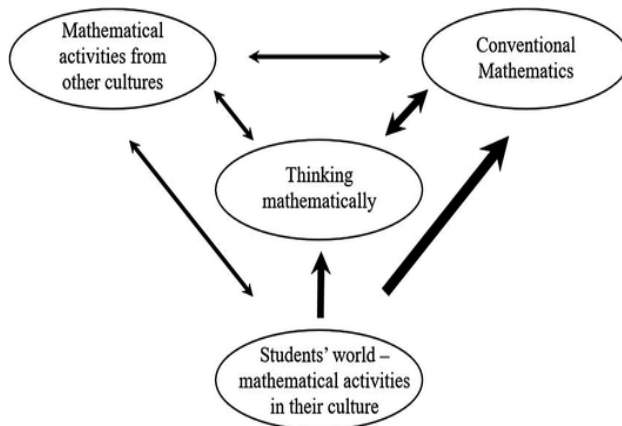 Mathematical
activities from
other cultures
Conventional
Mathematics
Thinking
mathematically
Students’ world –
mathematical activities
in their culture